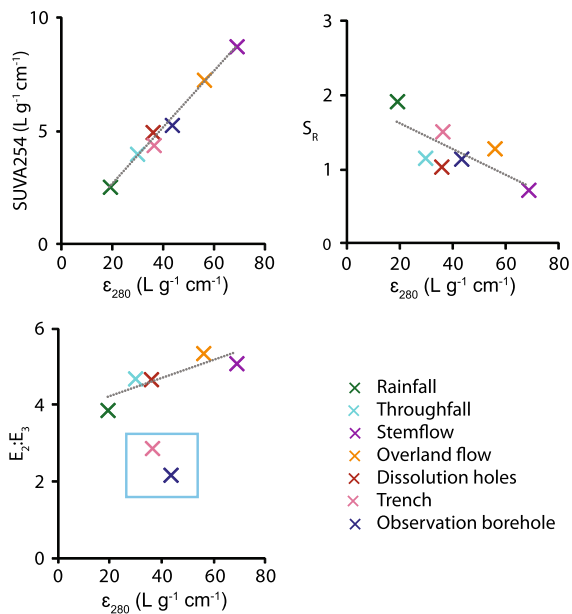 10
5
0
SUVA254 (L g⁻¹ cm⁻¹)
0 20 40 60 80
ε₂₈₀ (L g⁻¹ cm⁻¹)
3
2
1
0
S_R
0 20 40 60 80
ε₂₈₀ (L g⁻¹ cm⁻¹)
6
4
2
0
E₂:E₃
0 20 40 60 80
ε₂₈₀ (L g⁻¹ cm⁻¹)
Rainfall
Throughfall
Stemflow
Overland flow
Dissolution holes
Trench
Observation borehole